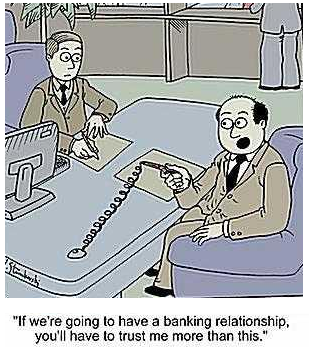 "If we're going to have a banking relationship,
you'll have to trust me more than this."